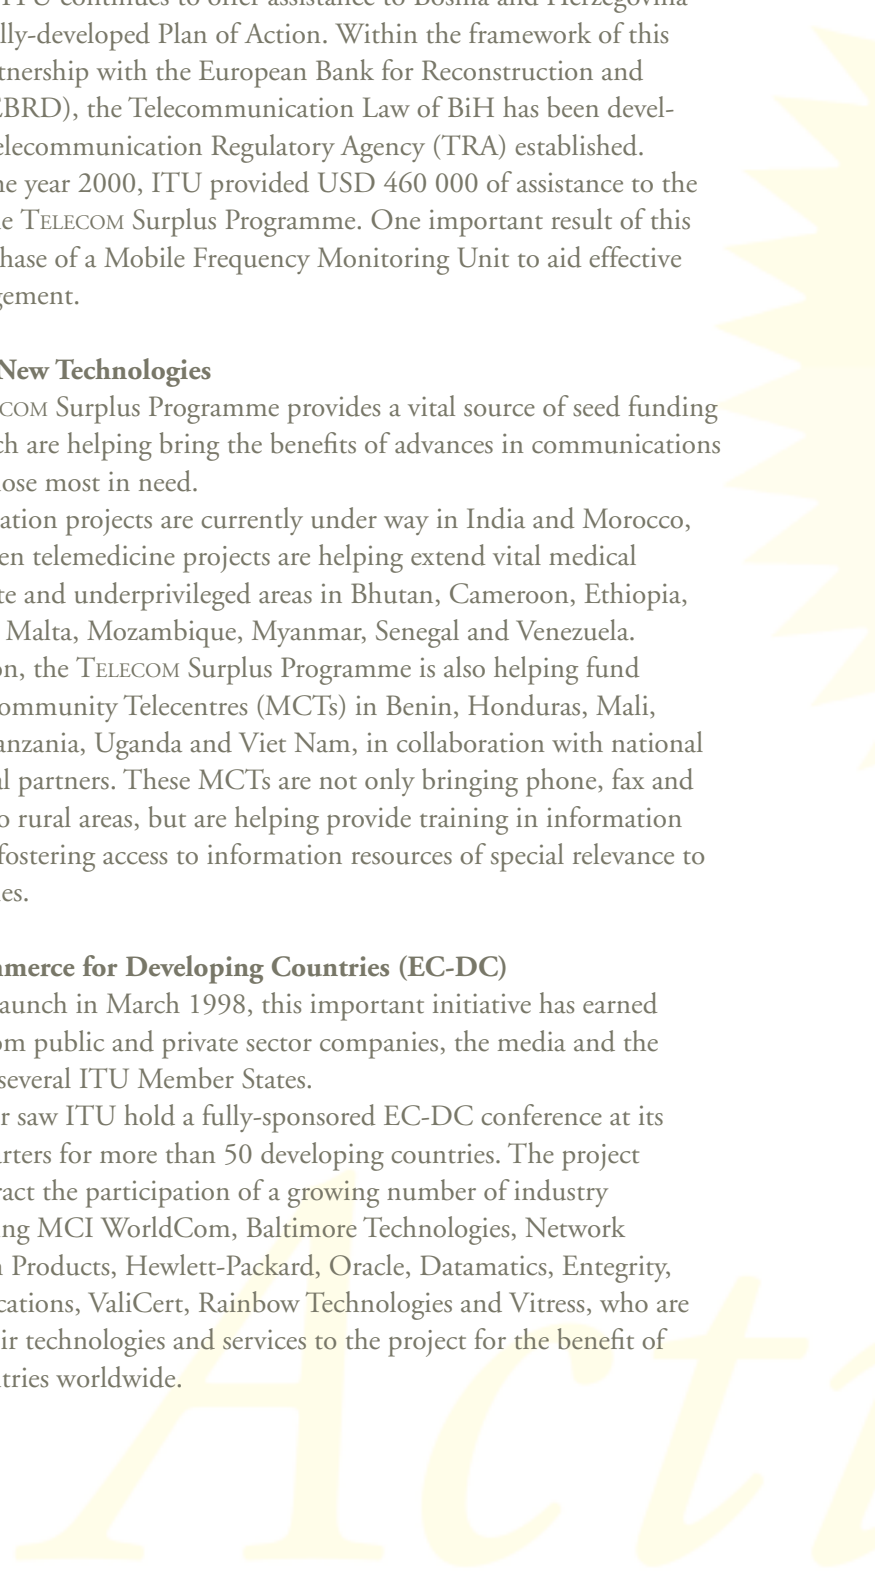 ITU continues to offer assistance to Bosnia and Herzegovina
lly-developed Plan of Action. Within the framework of this
tnership with the European Bank for Reconstruction and
EBRD), the Telecommunication Law of BiH has been devel-
elecommunication Regulatory Agency (TRA) established.
he year 2000, ITU provided USD 460 000 of assistance to the
e TELECOM Surplus Programme. One important result of this
hase of a Mobile Frequency Monitoring Unit to aid effective
gement.
New Technologies
COM Surplus Programme provides a vital source of seed funding
ch are helping bring the benefits of advances in communications
hose most in need.
ation projects are currently under way in India and Morocco,
en telemedicine projects are helping extend vital medical
te and underprivileged areas in Bhutan, Cameroon, Ethiopia,
Malta, Mozambique, Myanmar, Senegal and Venezuela.
on, the TELECOM Surplus Programme is also helping fund
ommunity Telecentres (MCTs) in Benin, Honduras, Mali,
anzania, Uganda and Viet Nam, in collaboration with national
al partners. These MCTs are not only bringing phone, fax and
o rural areas, but are helping provide training in information
fostering access to information resources of special relevance to
es.
mmerce for Developing Countries (EC-DC)
aunch in March 1998, this important initiative has earned
om public and private sector companies, the media and the
several ITU Member States.
r saw ITU hold a fully-sponsored EC-DC conference at its
arters for more than 50 developing countries. The project
ract the participation of a growing number of industry
ng MCI WorldCom, Baltimore Technologies, Network
n Products, Hewlett-Packard, Oracle, Datamatics, Entegrity,
cations, ValiCert, Rainbow Technologies and Vitress, who are
ir technologies and services to the project for the benefit of
tries worldwide.
Acti